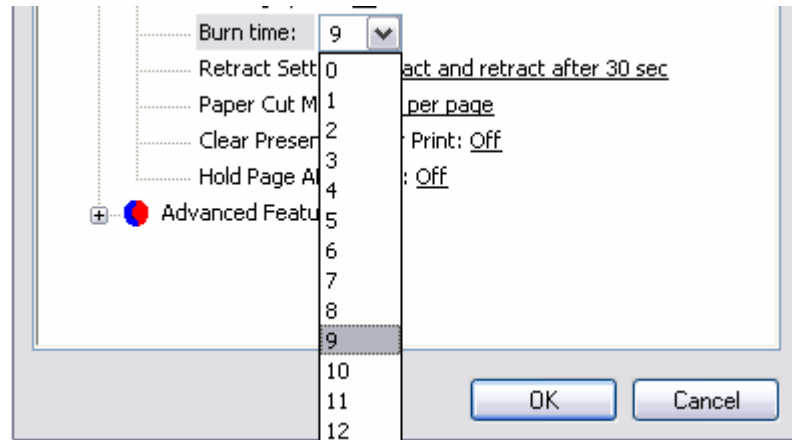 Burn time: 9
0
Retract Sett act and retract after 30 sec
1
Paper Cut M per page
2
Clear Presen r Print: Off
3
Hold Page Al : Off
4
Advanced Featu
5
6
7
8
9
10
11
12
OK Cancel